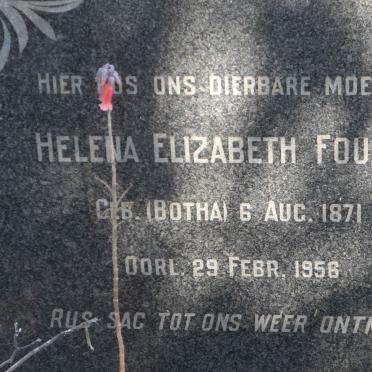 HIER RUS ONS DIERBARE MOE
HELENA ELIZABETH FOU
GEB. (BOTHA) 6 AUG. 1871
OORL. 29 FEBR. 1956
RUS SAG TOT ONS WEER ONTM